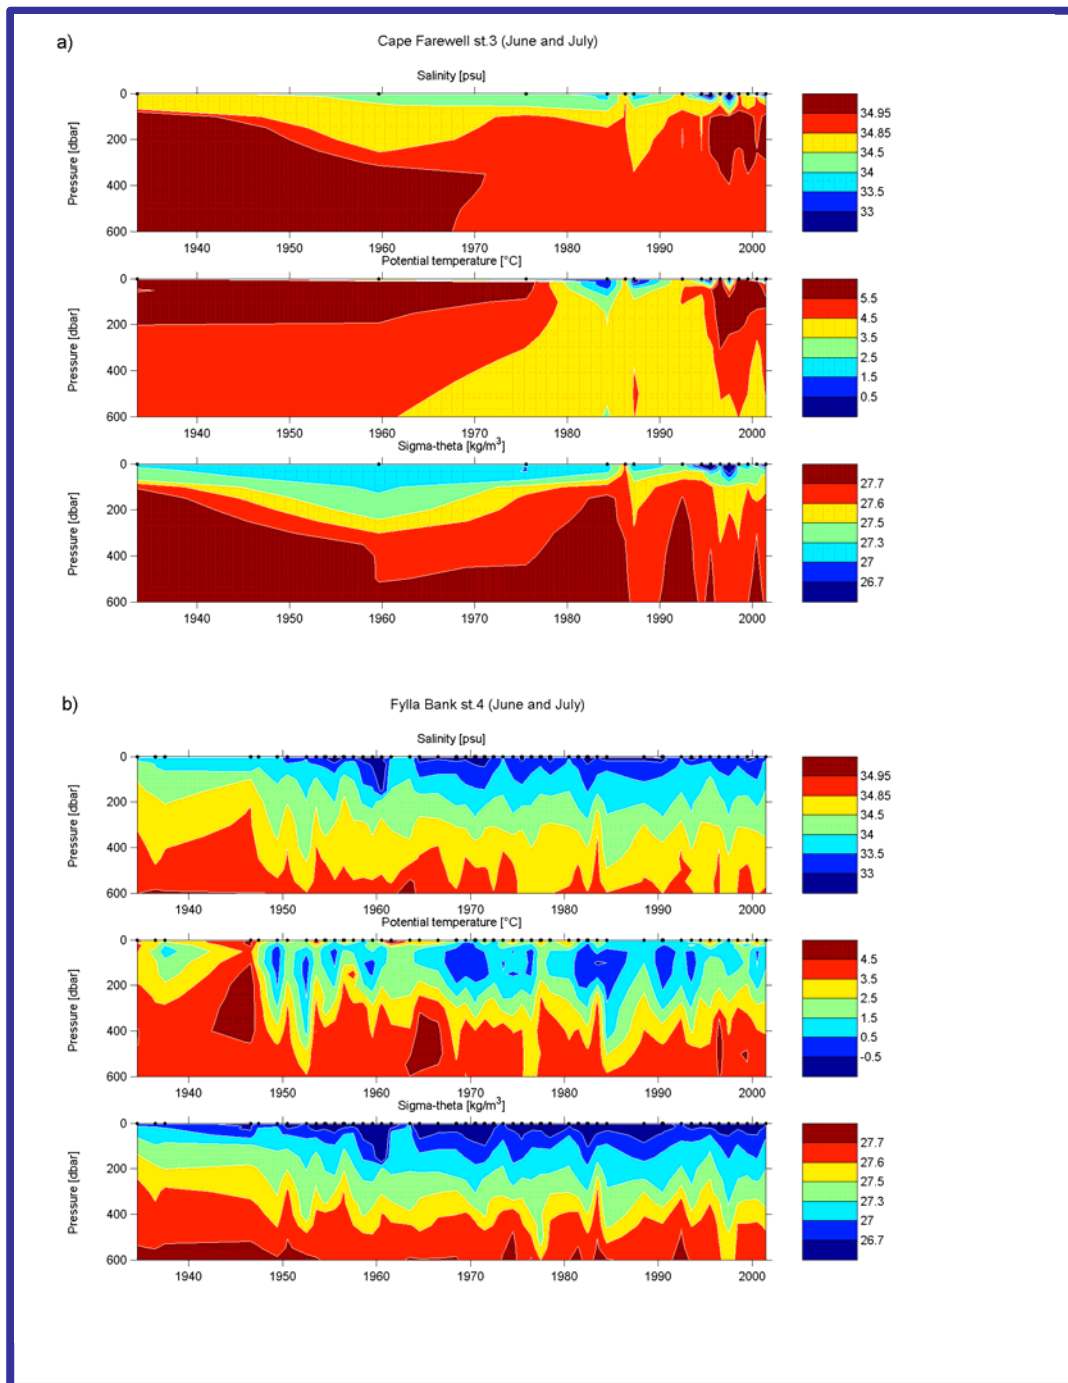 a)
Cape Farewell st.3 (June and July)
Salinity [psu]
0
200
400
600
Pressure [dbar]
1940 1950 1960 1970 1980 1990 2000
34.95
34.85
34.5
34
33.5
33
Potential temperature [°C]
0
200
400
600
Pressure [dbar]
1940 1950 1960 1970 1980 1990 2000
5.5
4.5
3.5
2.5
1.5
0.5
Sigma-theta [kg/m³]
0
200
400
600
Pressure [dbar]
1940 1950 1960 1970 1980 1990 2000
27.7
27.6
27.5
27.3
27
26.7
b)
Fylla Bank st.4 (June and July)
Salinity [psu]
0
200
400
600
Pressure [dbar]
1940 1950 1960 1970 1980 1990 2000
34.95
34.85
34.5
34
33.5
33
Potential temperature [°C]
0
200
400
600
Pressure [dbar]
1940 1950 1960 1970 1980 1990 2000
4.5
3.5
2.5
1.5
0.5
-0.5
Sigma-theta [kg/m³]
0
200
400
600
Pressure [dbar]
1940 1950 1960 1970 1980 1990 2000
27.7
27.6
27.5
27.3
27
26.7